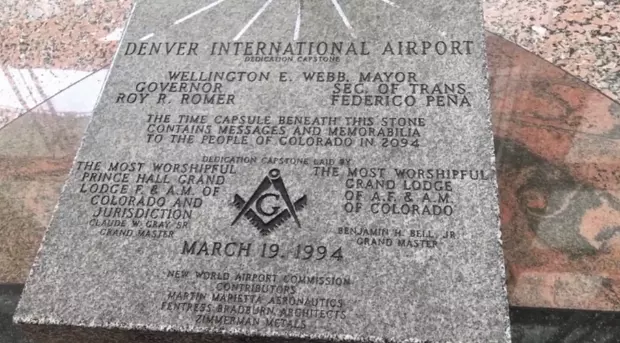 DENVER INTERNATIONAL AIRPORT
DEDICATION CAPSTONE
WELLINGTON E. WEBB, MAYOR
GOVERNOR
ROY R. ROMER
SEC. OF TRANS.
FEDERICO PEÑA
THE TIME CAPSULE BENEATH THIS STONE
CONTAINS MESSAGES AND MEMORABILIA
TO THE PEOPLE OF COLORADO IN 2094
DEDICATION CAPSTONE LAID BY
THE MOST WORSHIPFUL
PRINCE HALL GRAND
LODGE F. & A.M. OF
COLORADO AND
JURISDICTION
CLAUDE W. GRAY, SR.
GRAND MASTER
G
THE MOST WORSHIPFUL
GRAND LODGE
OF A.F. & A.M.
OF COLORADO
BENJAMIN H. BELL, JR.
GRAND MASTER
MARCH 19, 1994
NEW WORLD AIRPORT COMMISSION
CONTRIBUTORS
MARTIN MARIETTA AERONAUTICS
FENTRESS BRADBURN ARCHITECTS
ZIMMERMAN METALS